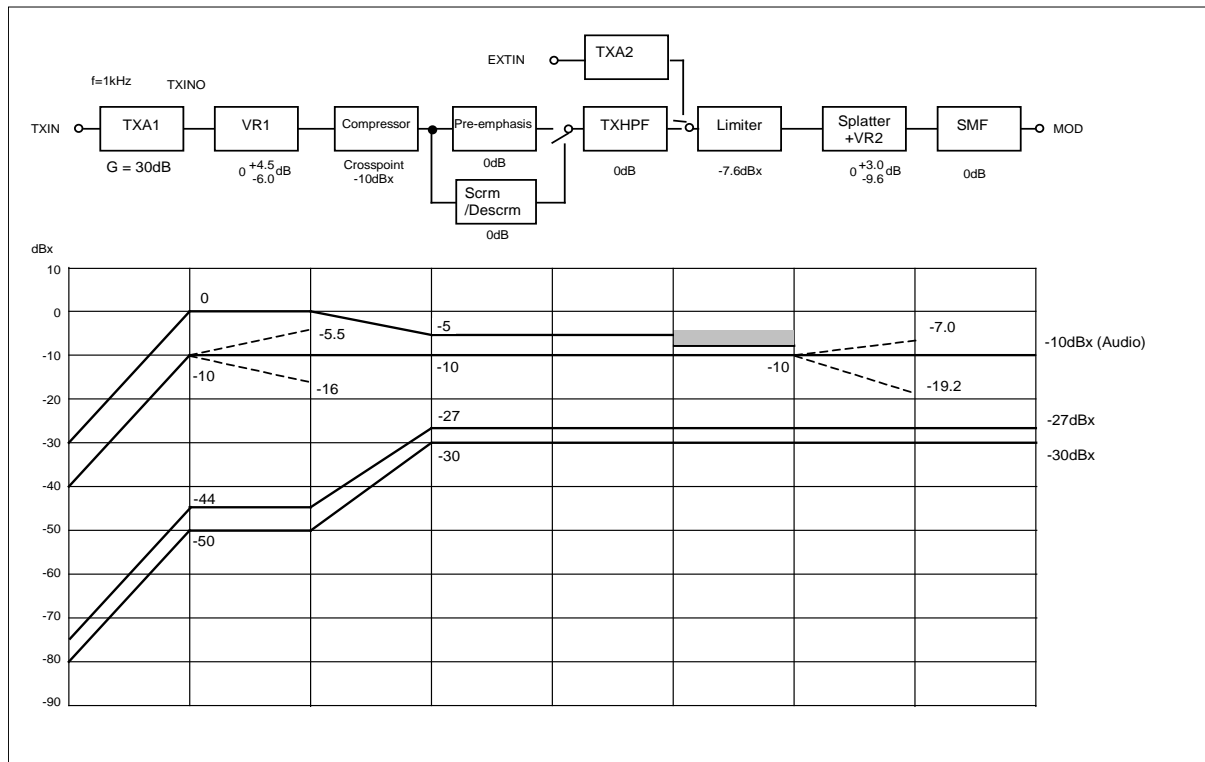 EXTIN
TXA2
f=1kHz
TXINO
TXIN
TXA1
VR1
Compressor
Pre-emphasis
TXHPF
Limiter
Splatter
+VR2
SMF
MOD
G = 30dB
0 +4.5 -6.0 dB
Crosspoint
-10dBx
0dB
0dB
-7.6dBx
0 +3.0 -9.6 dB
0dB
Scrm
/Descrm
0dB
dBx
10
0
-10
-20
-30
-40
-50
-60
-70
-80
-90
0
-5.5
-10
-16
-5
-10
-10
-7.0
-19.2
-10dBx (Audio)
-27
-27dBx
-30
-30dBx
-44
-50